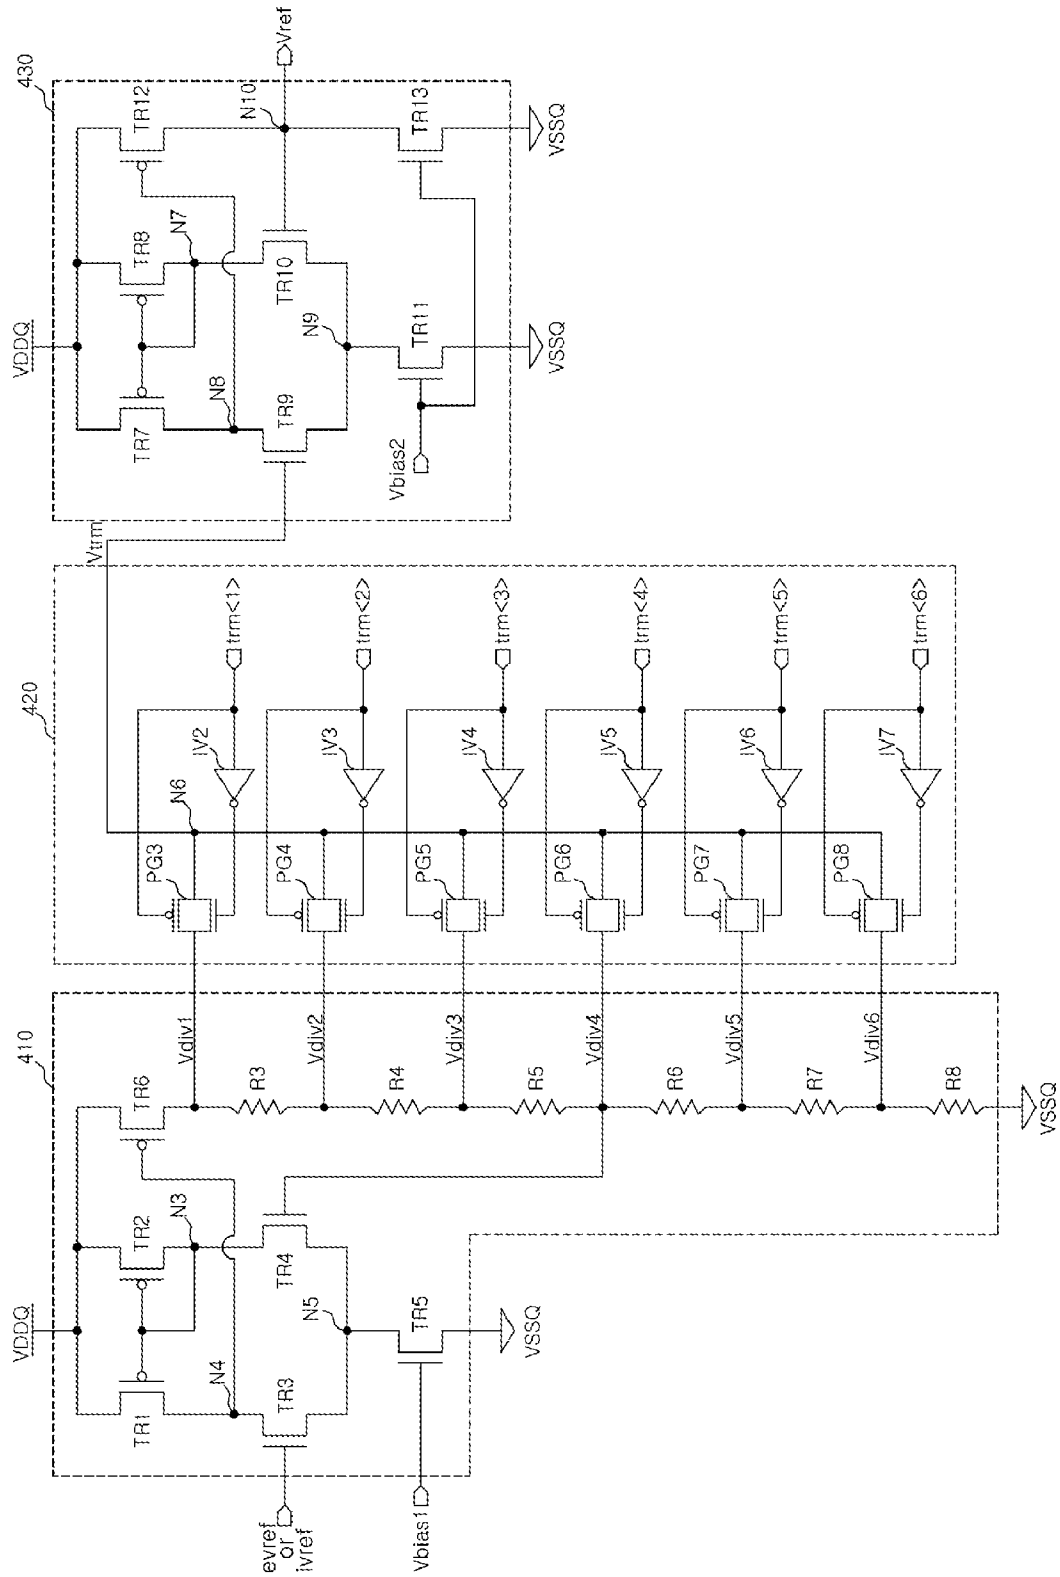 410
VDDQ
TR1
TR2
TR6
N3
N4
TR3
TR4
N5
TR5
evref
or
ivref
Vbias1
VSSQ
Vdiv1
R3
Vdiv2
R4
Vdiv3
R5
Vdiv4
R6
Vdiv5
R7
Vdiv6
R8
VSSQ
420
PG3
N6
IV2
trm<1>
PG4
IV3
trm<2>
PG5
IV4
trm<3>
PG6
IV5
trm<4>
PG7
IV6
trm<5>
PG8
IV7
trm<6>
Vtrm
430
VDDQ
TR7
TR8
TR12
N7
N8
TR9
TR10
N10
Vref
N9
TR11
TR13
Vbias2
VSSQ
VSSQ